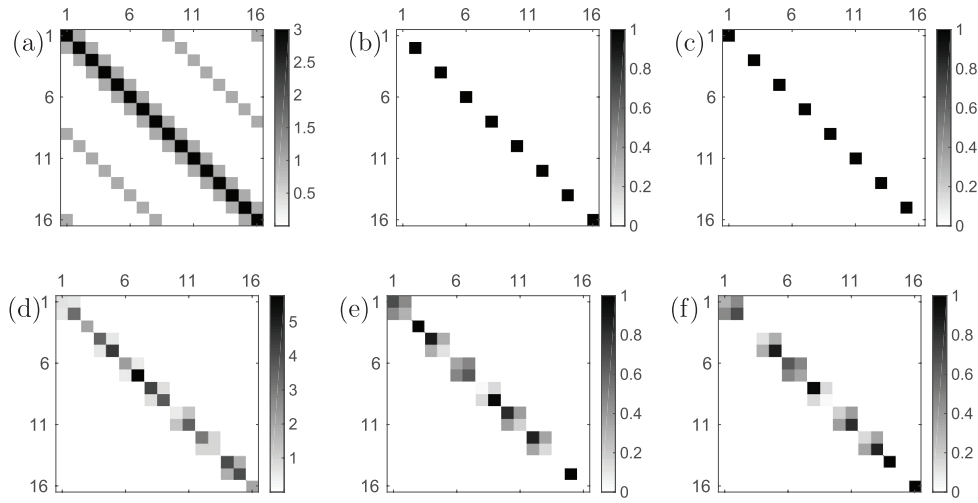 1 6 11 16 1 6 11 16 1 6 11 16
(a) 1 6 11 16 3 2.5 2 1.5 1 0.5
(b) 1 6 11 16 1 0.8 0.6 0.4 0.2 0
(c) 1 6 11 16 1 0.8 0.6 0.4 0.2 0
1 6 11 16 1 6 11 16 1 6 11 16
(d) 1 6 11 16 5 4 3 2 1
(e) 1 6 11 16 1 0.8 0.6 0.4 0.2 0
(f) 1 6 11 16 1 0.8 0.6 0.4 0.2 0